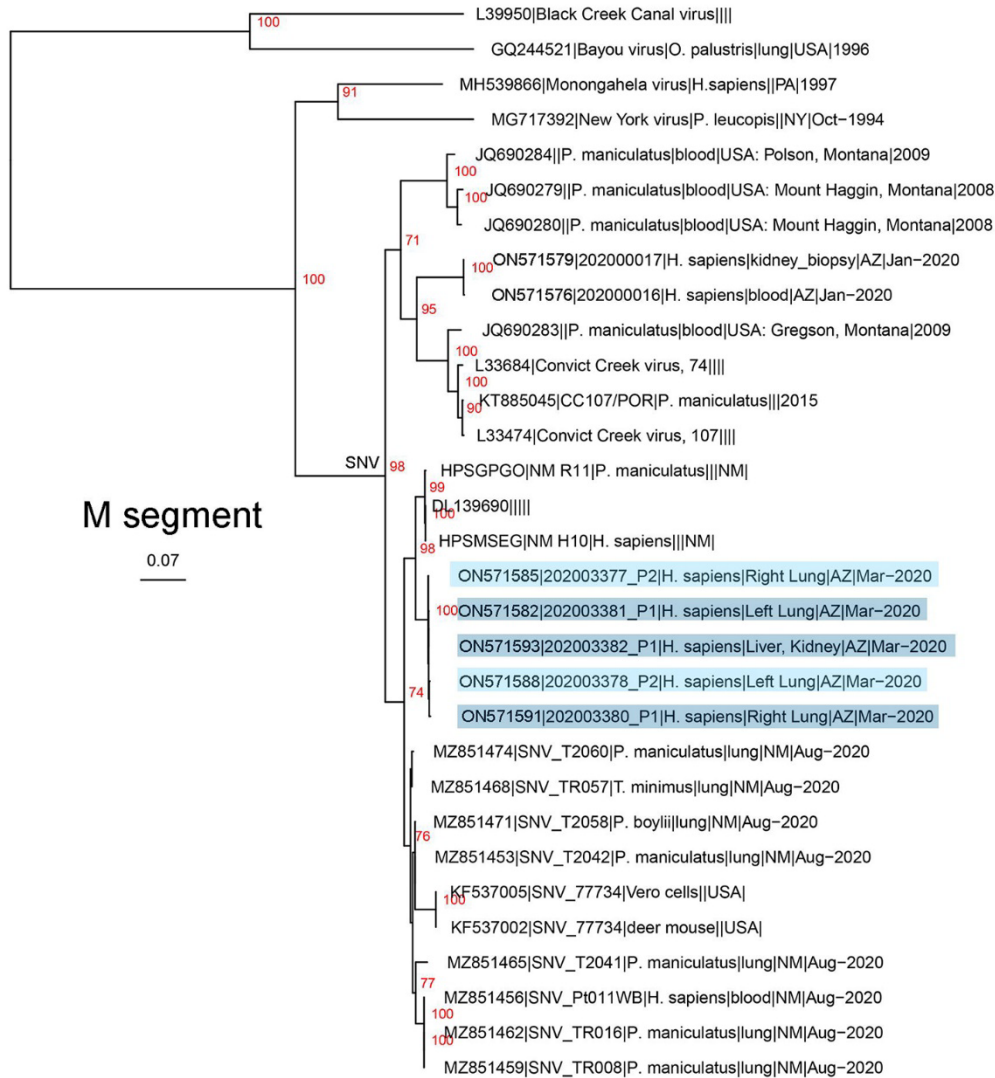 L39950|Black Creek Canal virus||||
100
GQ244521|Bayou virus|O. palustris|lung|USA|1996
MH539866|Monongahela virus|H.sapiens||PA|1997
91
MG717392|New York virus|P. leucopis||NY|Oct−1994
JQ690284||P. maniculatus|blood|USA: Polson, Montana|2009
100
JQ690279||P. maniculatus|blood|USA: Mount Haggin, Montana|2008
100
JQ690280||P. maniculatus|blood|USA: Mount Haggin, Montana|2008
71
ON571579|202000017|H. sapiens|kidney_biopsy|AZ|Jan−2020
100
100
ON571576|202000016|H. sapiens|blood|AZ|Jan−2020
95
JQ690283||P. maniculatus|blood|USA: Gregson, Montana|2009
100
L33684|Convict Creek virus, 74||||
100
KT885045|CC107/POR|P. maniculatus|||2015
90
L33474|Convict Creek virus, 107||||
SNV
98
HPSGPGO|NM R11|P. maniculatus|||NM|
99
DL139690|||||
100
HPSMSEG|NM H10|H. sapiens|||NM|
98
M segment
0.07
ON571585|202003377_P2|H. sapiens|Right Lung|AZ|Mar−2020
100
ON571582|202003381_P1|H. sapiens|Left Lung|AZ|Mar−2020
ON571593|202003382_P1|H. sapiens|Liver, Kidney|AZ|Mar−2020
ON571588|202003378_P2|H. sapiens|Left Lung|AZ|Mar−2020
74
ON571591|202003380_P1|H. sapiens|Right Lung|AZ|Mar−2020
MZ851474|SNV_T2060|P. maniculatus|lung|NM|Aug−2020
MZ851468|SNV_TR057|T. minimus|lung|NM|Aug−2020
MZ851471|SNV_T2058|P. boylii|lung|NM|Aug−2020
76
MZ851453|SNV_T2042|P. maniculatus|lung|NM|Aug−2020
KF537005|SNV_77734|Vero cells||USA|
100
KF537002|SNV_77734|deer mouse||USA|
MZ851465|SNV_T2041|P. maniculatus|lung|NM|Aug−2020
77
MZ851456|SNV_Pt011WB|H. sapiens|blood|NM|Aug−2020
100
MZ851462|SNV_TR016|P. maniculatus|lung|NM|Aug−2020
100
MZ851459|SNV_TR008|P. maniculatus|lung|NM|Aug−2020